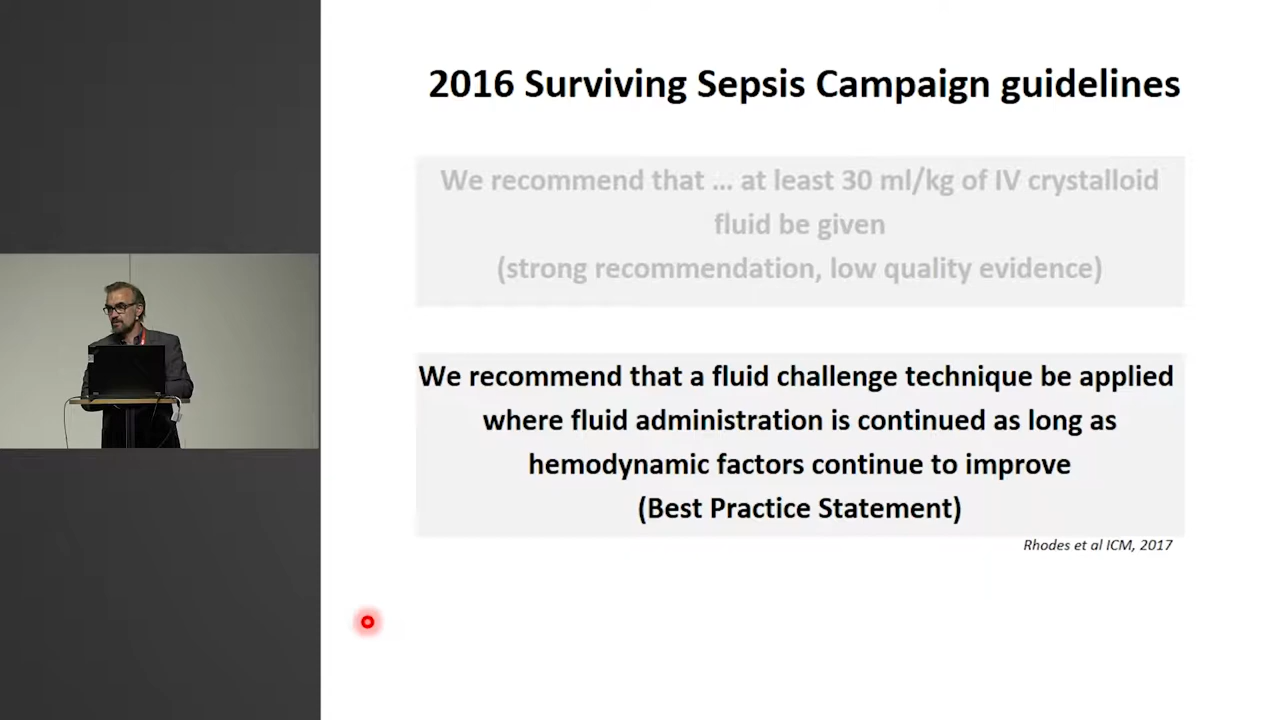 2016 Surviving Sepsis Campaign guidelines
We recommend that ... at least 30 ml/kg of IV crystalloid
fluid be given
(strong recommendation, low quality evidence)
We recommend that a fluid challenge technique be applied
where fluid administration is continued as long as
hemodynamic factors continue to improve
(Best Practice Statement)
Rhodes et al ICM, 2017